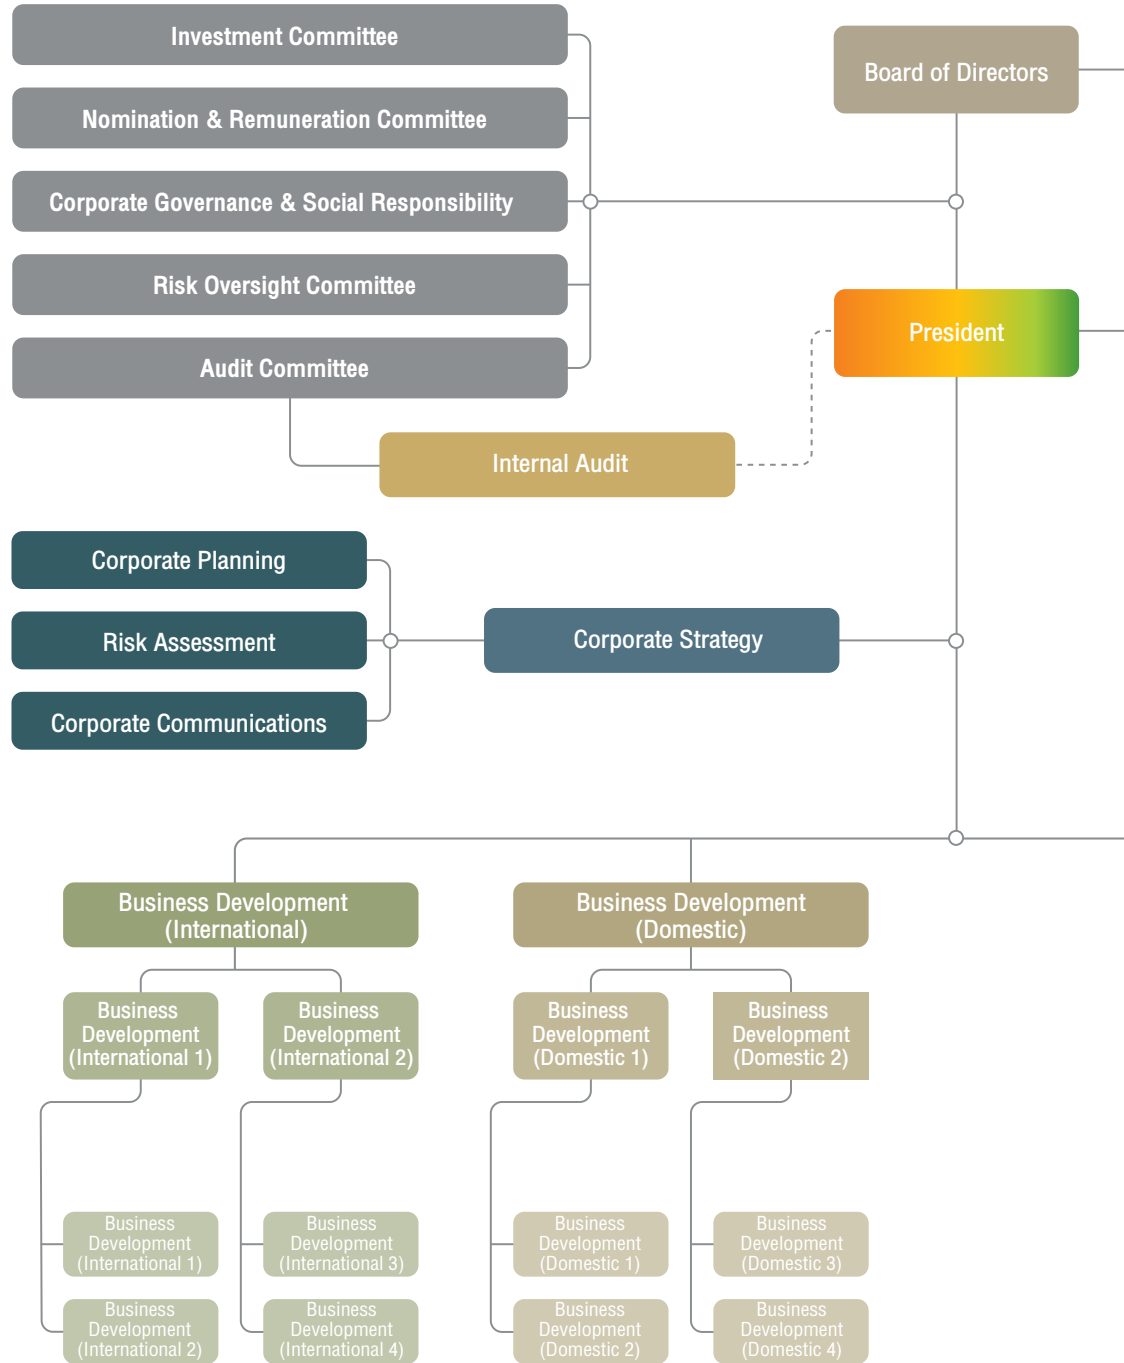 Investment Committee
Board of Directors
Nomination & Remuneration Committee
Corporate Governance & Social Responsibility
Risk Oversight Committee
President
Audit Committee
Internal Audit
Corporate Planning
Risk Assessment
Corporate Strategy
Corporate Communications
Business Development
(International)
Business Development
(Domestic)
Business
Development
(International 1)
Business
Development
(International 2)
Business
Development
(Domestic 1)
Business
Development
(Domestic 2)
Business
Development
(International 1)
Business
Development
(International 3)
Business
Development
(Domestic 1)
Business
Development
(Domestic 3)
Business
Development
(International 2)
Business
Development
(International 4)
Business
Development
(Domestic 2)
Business
Development
(Domestic 4)